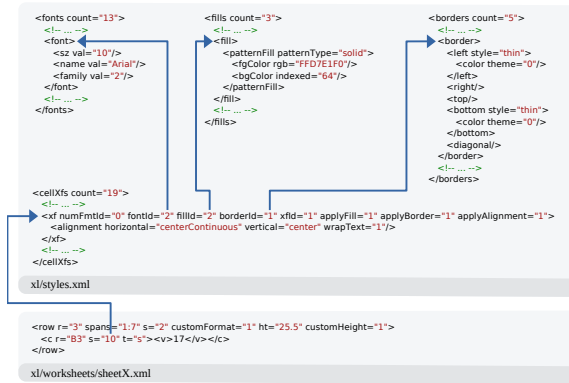 <fonts count="13">
<!-- ... -->
<font>
<sz val="10"/>
<name val="Arial"/>
<family val="2"/>
</font>
<!-- ... -->
</fonts>
<fills count="3">
<!-- ... -->
<fill>
<patternFill patternType="solid">
<fgColor rgb="FFD7E1F0"/>
<bgColor indexed="64"/>
</patternFill>
</fill>
<!-- ... -->
</fills>
<borders count="5">
<!-- ... -->
<border>
<left style="thin">
<color theme="0"/>
</left>
<right/>
<top/>
<bottom style="thin">
<color theme="0"/>
</bottom>
<diagonal/>
</border>
<!-- ... -->
</borders>
<cellXfs count="19">
<!-- ... -->
<xf numFmtId="0" fontId="2" fillId="2" borderId="1" xfId="1" applyFill="1" applyBorder="1" applyAlignment="1">
<alignment horizontal="centerContinuous" vertical="center" wrapText="1"/>
</xf>
<!-- ... -->
</cellXfs>
xl/styles.xml
<row r="3" spans="1:7" s="2" customFormat="1" ht="25.5" customHeight="1">
<c r="B3" s="10" t="s"><v>17</v></c>
</row>
xl/worksheets/sheetX.xml